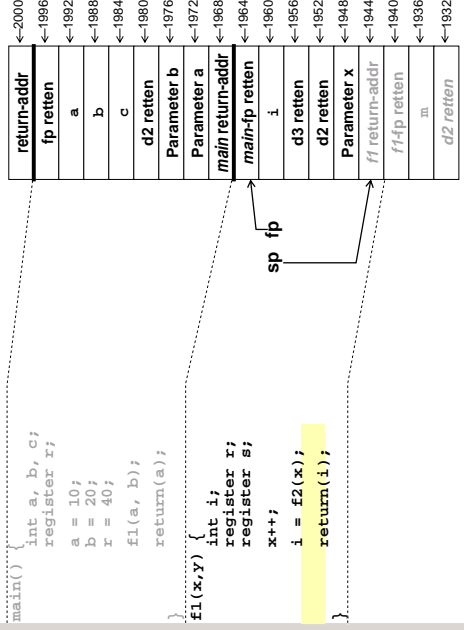 main() {
int a, b, c;
register r;
a = 10;
b = 20;
r = 40;
f1(a, b);
return(a);
}
f1(x,y) {
int i;
register r;
register s;
x++;
i = f2(x);
return(i);
}
sp fp
return-addr ←2000
fp retten ←1996
a ←1992
b ←1988
c ←1984
d2 retten ←1980
Parameter b ←1976
Parameter a ←1972
main return-addr ←1968
main-fp retten ←1964
i ←1960
d3 retten ←1956
d2 retten ←1952
Parameter x ←1948
f1 return-addr ←1944
f1-fp retten ←1940
m ←1936
d2 retten ←1932